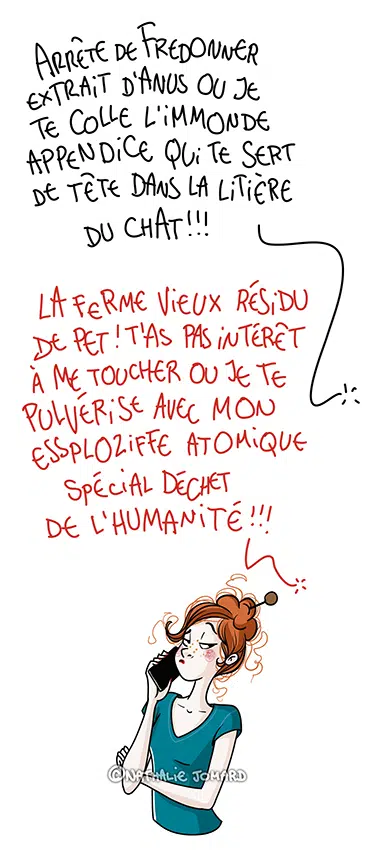 ARRÊTE DE FREDONNER
EXTRAIT D'ANUS OU JE
TE COLLE L'IMMONDE
APPENDICE QUI TE SERT
DE TÊTE DANS LA LITIÈRE
DU CHAT!!!
LA FERME VIEUX RÉSIDU
DE PET! T'AS PAS INTÉRÊT
À ME TOUCHER OU JE TE
PULVÉRISE AVEC MON
ESSPLOZIFFE ATOMIQUE
SPÉCIAL DÉCHET
DE L'HUMANITÉ!!!
©NATHALIE JOMARD